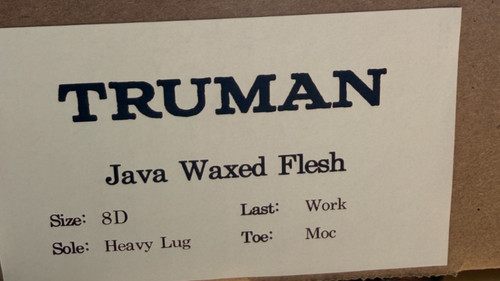 TRUMAN
Java Waxed Flesh
Size: 8D Last: Work
Sole: Heavy Lug Toe: Moc